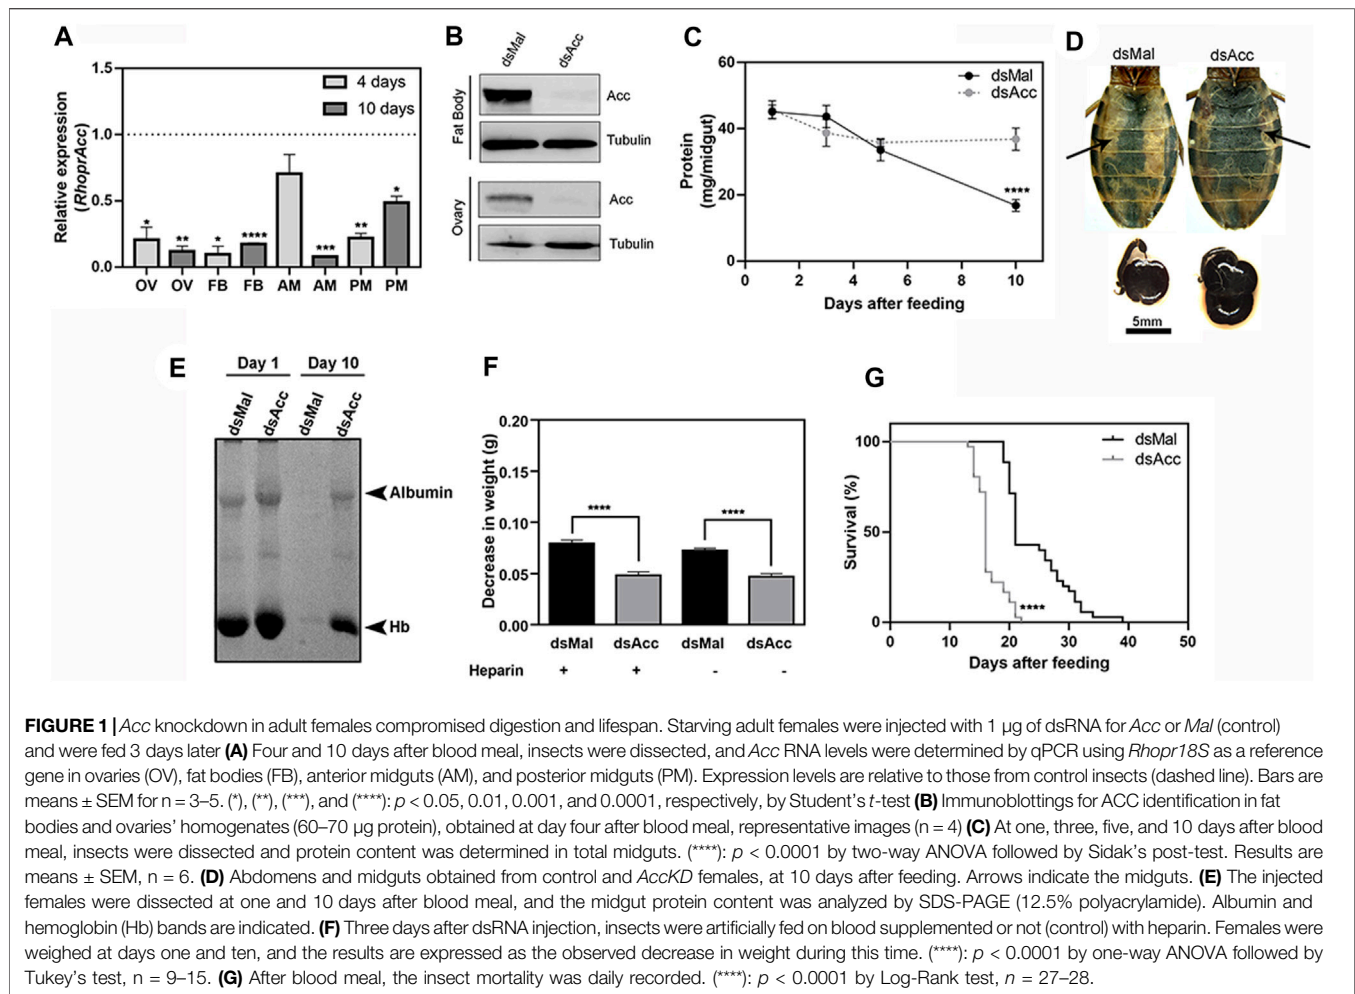 A
Relative expression
(RhoprAcc)
1.5
1.0
0.5
0.0
4 days
10 days
*
**
*
****
***
**
*
OV OV FB FB AM AM PM PM
B
dsMal
dsAcc
Fat Body
Acc
Tubulin
Ovary
Acc
Tubulin
C
Protein
(mg/midgut)
60
40
20
0
dsMal
dsAcc
****
0 2 4 6 8 10
Days after feeding
D
dsMal dsAcc
5mm
E
Day 1 Day 10
dsMal
dsAcc
dsMal
dsAcc
Albumin
Hb
F
Decrease in weight (g)
0.20
0.15
0.10
0.05
0.00
****
****
dsMal dsAcc dsMal dsAcc
Heparin + + - -
G
Survival (%)
100
50
0
dsMal
dsAcc
****
0 10 20 30 40 50
Days after feeding
FIGURE 1 | Acc knockdown in adult females compromised digestion and lifespan. Starving adult females were injected with 1 µg of dsRNA for Acc or Mal (control)
and were fed 3 days later (A) Four and 10 days after blood meal, insects were dissected, and Acc RNA levels were determined by qPCR using Rhopr18S as a reference
gene in ovaries (OV), fat bodies (FB), anterior midguts (AM), and posterior midguts (PM). Expression levels are relative to those from control insects (dashed line). Bars are
means ± SEM for n = 3–5. (*), (**), (***), and (****): p < 0.05, 0.01, 0.001, and 0.0001, respectively, by Student's t-test (B) Immunoblottings for ACC identification in fat
bodies and ovaries' homogenates (60–70 µg protein), obtained at day four after blood meal, representative images (n = 4) (C) At one, three, five, and 10 days after blood
meal, insects were dissected and protein content was determined in total midguts. (****): p < 0.0001 by two-way ANOVA followed by Sidak's post-test. Results are
means ± SEM, n = 6. (D) Abdomens and midguts obtained from control and AccKD females, at 10 days after feeding. Arrows indicate the midguts. (E) The injected
females were dissected at one and 10 days after blood meal, and the midgut protein content was analyzed by SDS-PAGE (12.5% polyacrylamide). Albumin and
hemoglobin (Hb) bands are indicated. (F) Three days after dsRNA injection, insects were artificially fed on blood supplemented or not (control) with heparin. Females were
weighed at days one and ten, and the results are expressed as the observed decrease in weight during this time. (****): p < 0.0001 by one-way ANOVA followed by
Tukey's test, n = 9–15. (G) After blood meal, the insect mortality was daily recorded. (****): p < 0.0001 by Log-Rank test, n = 27–28.